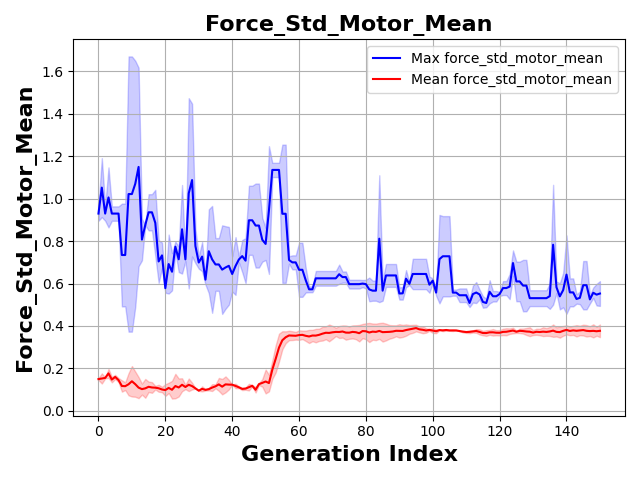 Force_Std_Motor_Mean
Max force_std_motor_mean
Mean force_std_motor_mean
Force_Std_Motor_Mean
1.6
1.4
1.2
1.0
0.8
0.6
0.4
0.2
0.0
0 20 40 60 80 100 120 140
Generation Index